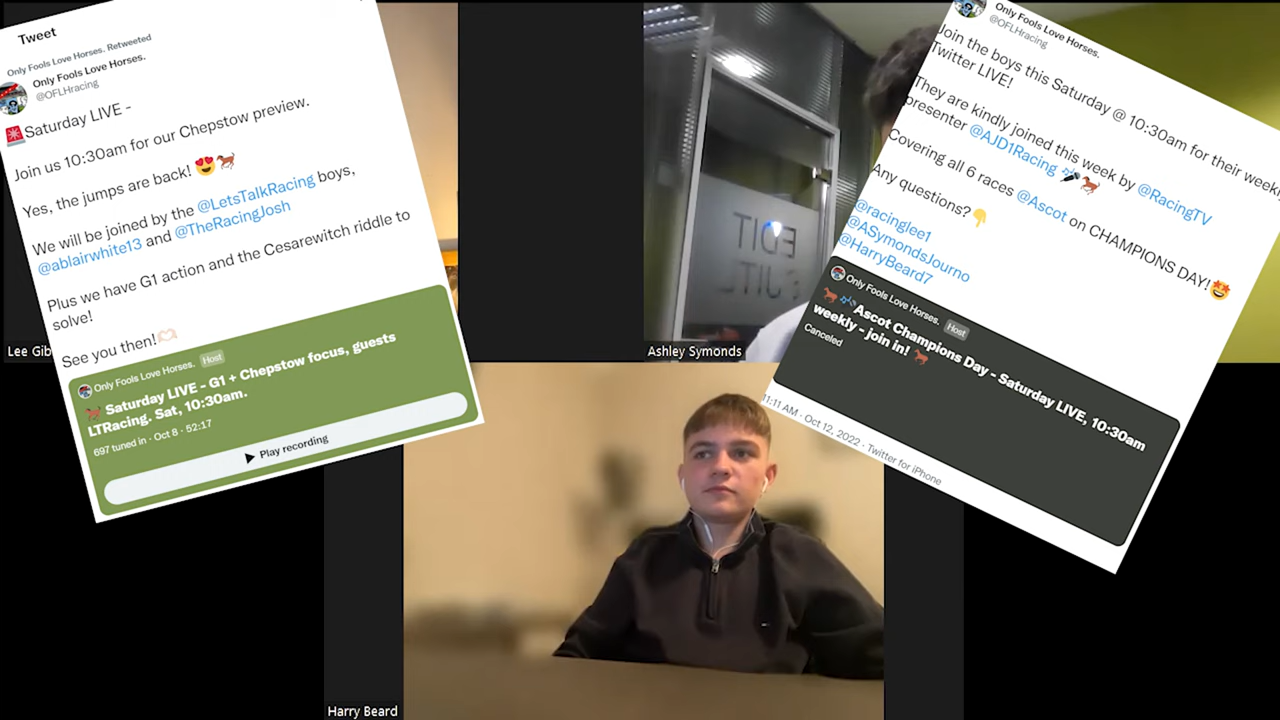 Tweet
Only Fools Love Horses. Retweeted
Only Fools Love Horses.
@OFLHracing
🚨Saturday LIVE -
Join us 10:30am for our Chepstow preview.
Yes, the jumps are back! 😍🐎
We will be joined by the @LetsTalkRacing boys,
@ablairwhite13 and @TheRacingJosh
Plus we have G1 action and the Cesarewitch riddle to
solve!
See you then!🫶🏻
Only Fools Love Horses. Host
🐎 Saturday LIVE - G1 + Chepstow focus, guests
LTRacing. Sat, 10:30am.
697 tuned in · Oct 8 · 52:17
Play recording
Lee Gib
EDIT
Ashley Symonds
Only Fools Love Horses.
@OFLHracing
Join the boys this Saturday @ 10:30am for their weekly
Twitter LIVE!
They are kindly joined this week by @RacingTV
presenter @AJD1Racing 🎤🐎
Covering all 6 races @Ascot on CHAMPIONS DAY!🤩
Any questions?👇
@racinglee1
@ASymondsJourno
@HarryBeard7
Only Fools Love Horses. Host
🐎🎤Ascot Champions Day - Saturday LIVE, 10:30am
weekly - join in! 🐎
Canceled
11:11 AM · Oct 12, 2022 · Twitter for iPhone
Harry Beard